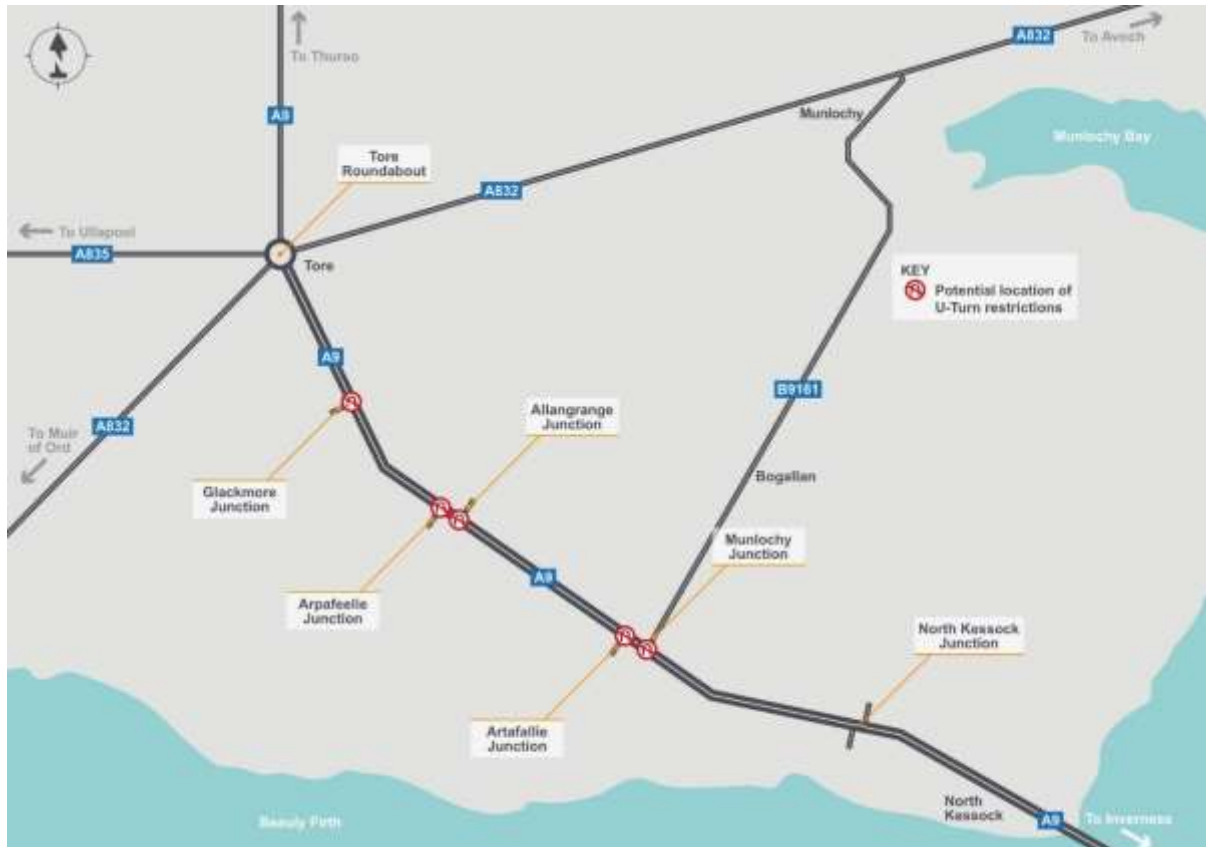 A832
To Avoch
To Thurso
A9
Munlochy
Munlochy Bay
Tore
Roundabout
A832
To Ullapool
A835
Tore
KEY
Potential location of
U-Turn restrictions
A9
B9161
Allangrange
Junction
A832
To Muir
of Ord
Bogallan
Glackmore
Junction
Munlochy
Junction
A9
Arpafeelie
Junction
North Kessock
Junction
Artafallie
Junction
North
Kessock
Beauly Firth
A9
To Inverness